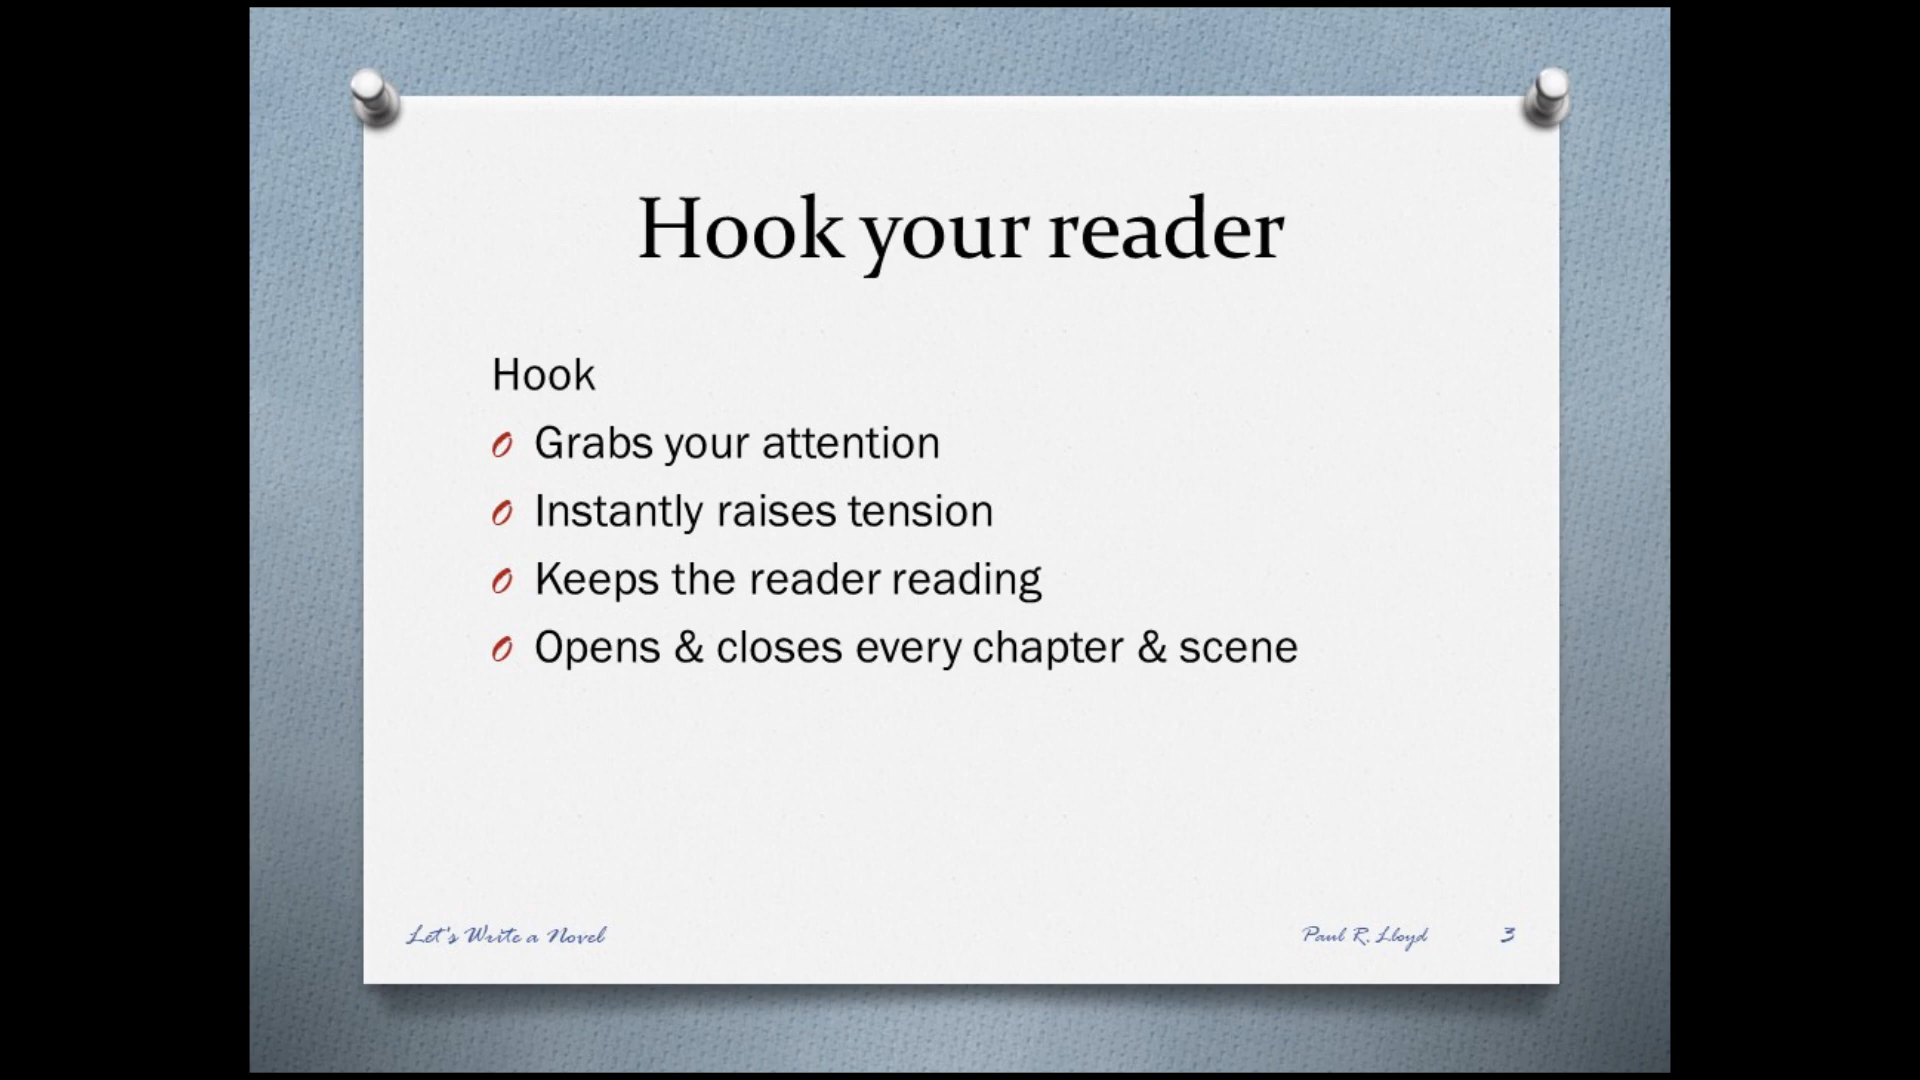 Hook your reader
Hook
Grabs your attention
Instantly raises tension
Keeps the reader reading
Opens & closes every chapter & scene
Let's Write a Novel
Paul R. Lloyd
3